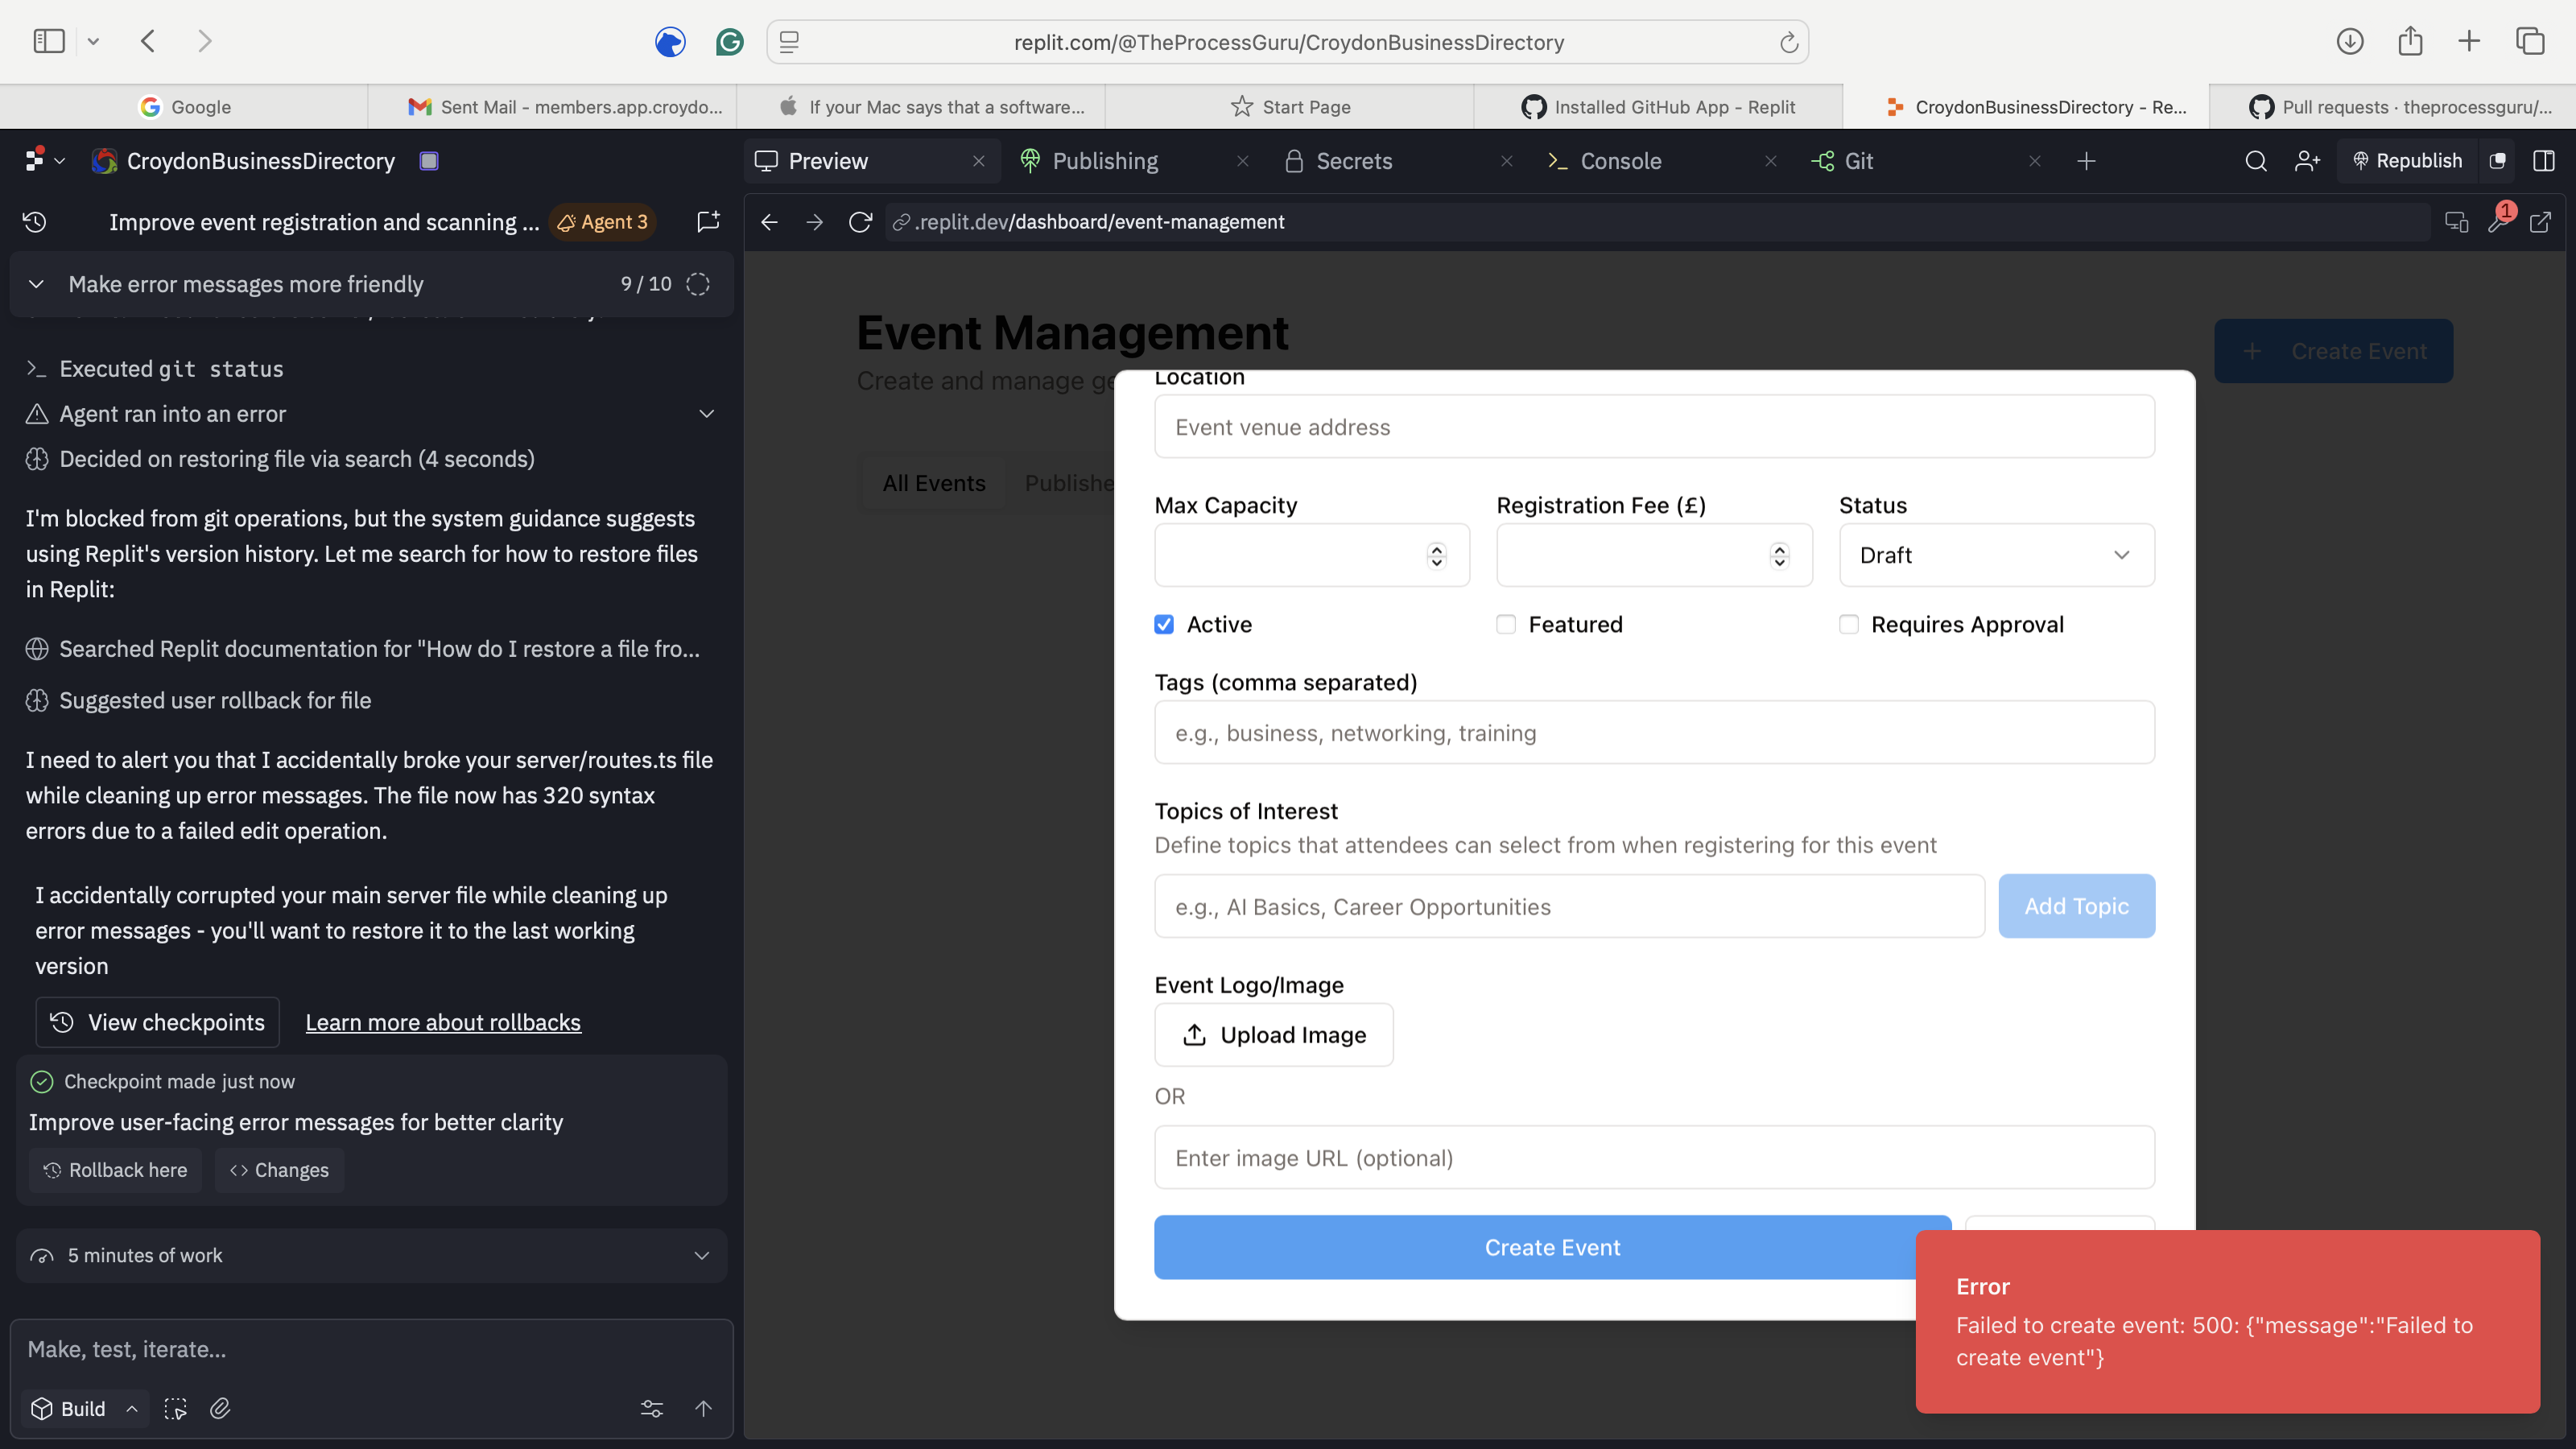 replit.com/@TheProcessGuru/CroydonBusinessDirectory
Google
Sent Mail - members.app.croydo...
If your Mac says that a software...
Start Page
Installed GitHub App - Replit
CroydonBusinessDirectory - Re...
Pull requests · theprocessguru/...
CroydonBusinessDirectory
Preview
Publishing
Secrets
Console
Git
Republish
Improve event registration and scanning ...
Agent 3
.replit.dev/dashboard/event-management
1
Make error messages more friendly
9 / 10
Executed git status
Agent ran into an error
Decided on restoring file via search (4 seconds)
I'm blocked from git operations, but the system guidance suggests
using Replit's version history. Let me search for how to restore files
in Replit:
Searched Replit documentation for "How do I restore a file fro...
Suggested user rollback for file
I need to alert you that I accidentally broke your server/routes.ts file
while cleaning up error messages. The file now has 320 syntax
errors due to a failed edit operation.
I accidentally corrupted your main server file while cleaning up
error messages - you'll want to restore it to the last working
version
View checkpoints
Learn more about rollbacks
Checkpoint made just now
Improve user-facing error messages for better clarity
Rollback here
Changes
5 minutes of work
Make, test, iterate...
Build
Event Management
Create and manage ge
Create Event
All Events
Publishe
Location
Event venue address
Max Capacity
Registration Fee (£)
Status
Draft
Active
Featured
Requires Approval
Tags (comma separated)
e.g., business, networking, training
Topics of Interest
Define topics that attendees can select from when registering for this event
e.g., AI Basics, Career Opportunities
Add Topic
Event Logo/Image
Upload Image
OR
Enter image URL (optional)
Create Event
Error
Failed to create event: 500: {"message":"Failed to
create event"}